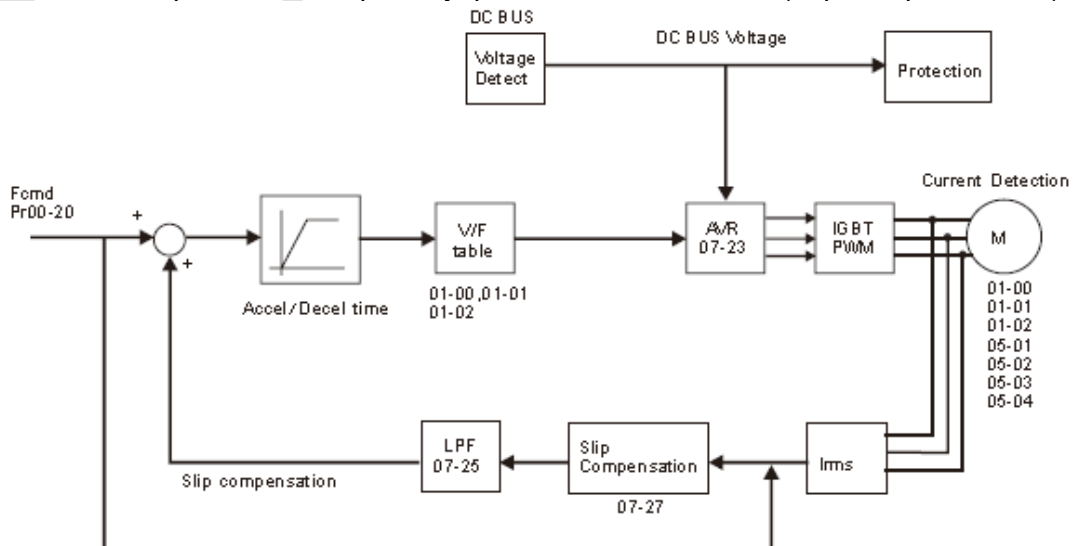 DC BUS
Voltage
Detect
DC BUS Voltage
Protection
Current Detection
Fcmd
Pr00-20
+
+
V/F
table
AVR
07-23
IGBT
PWM
M
Accel/Decel time
01-00 ,01-01
01-02
01-00
01-01
01-02
05-01
05-02
05-03
05-04
LPF
07-25
Slip
Compensation
Irms
Slip compensation
07-27